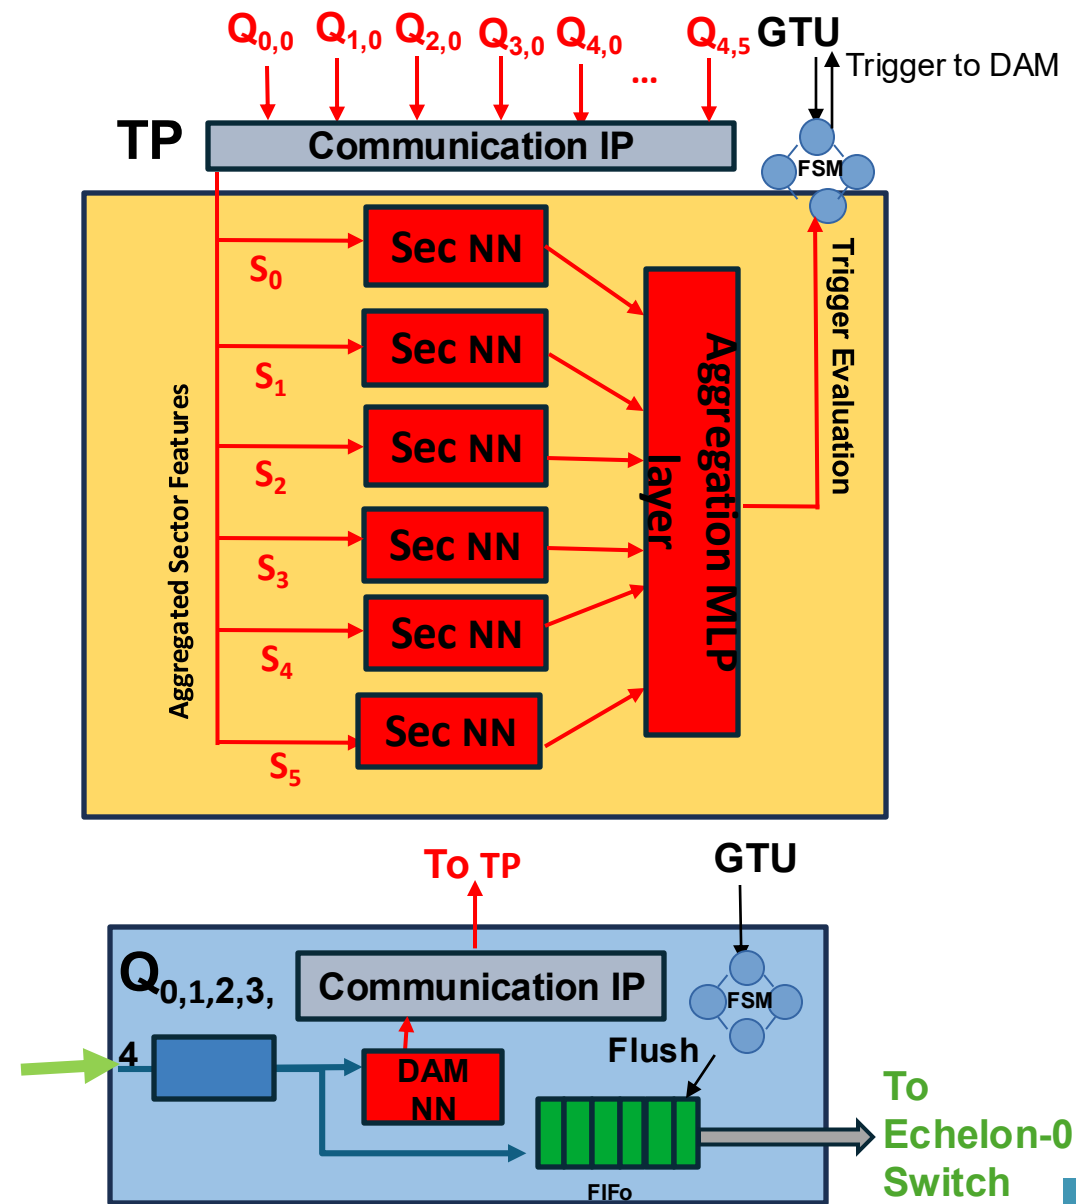 Q0,0 Q1,0 Q2,0 Q3,0 Q4,0 ... Q4,5 GTU
Trigger to DAM
TP
Communication IP
FSM
Sec NN
S0
Sec NN
S1
Sec NN
S2
Sec NN
S3
Sec NN
S4
Sec NN
S5
Aggregated Sector Features
Aggregation MLP
layer
Trigger Evaluation
To TP
GTU
Q0,1,2,3,
4
Communication IP
FSM
Flush
DAM
NN
FIFo
To
Echelon-0
Switch